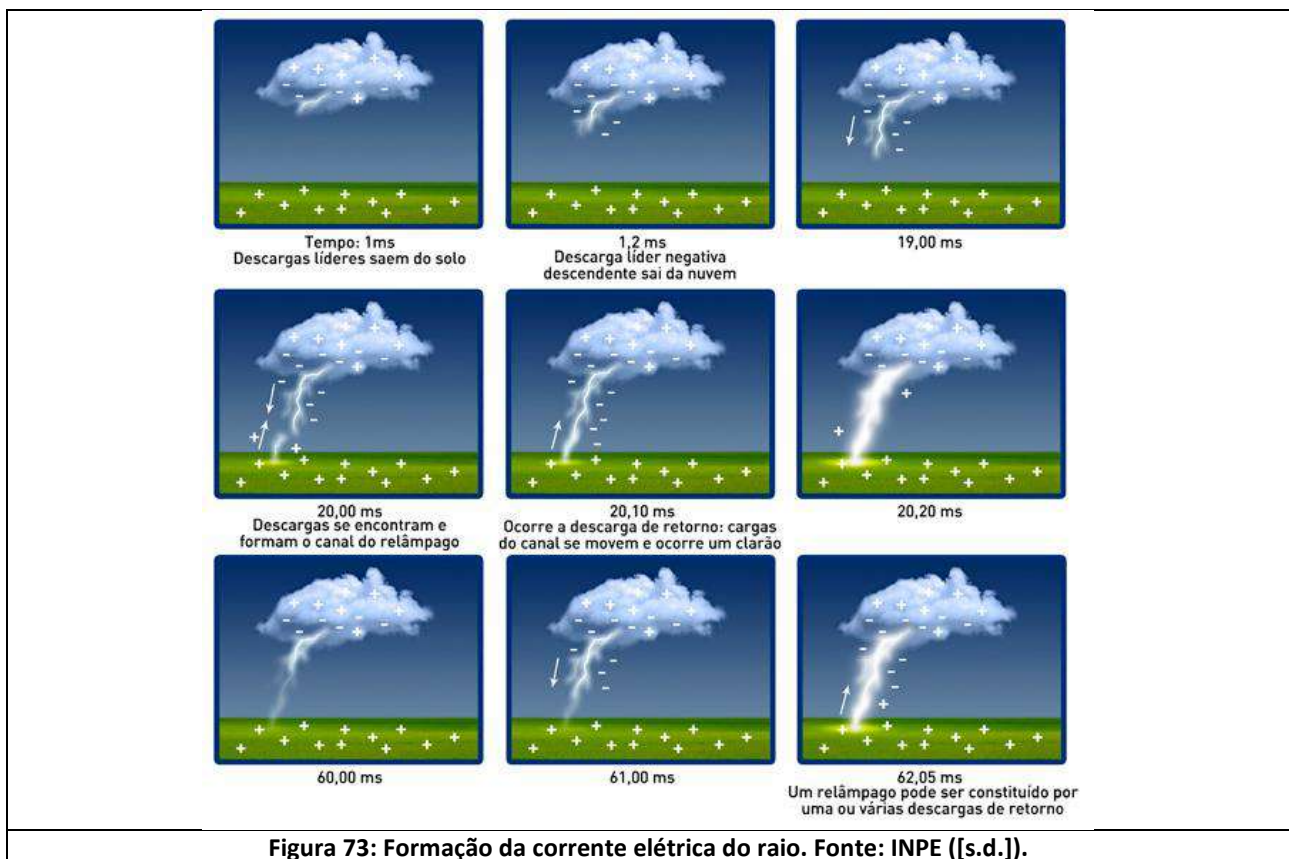 Tempo: 1ms
Descargas líderes saem do solo
1,2 ms
Descarga líder negativa
descendente sai da nuvem
19,00 ms
20,00 ms
Descargas se encontram e
formam o canal do relâmpago
20,10 ms
Ocorre a descarga de retorno: cargas
do canal se movem e ocorre um clarão
20,20 ms
60,00 ms
61,00 ms
62,05 ms
Um relâmpago pode ser constituído por
uma ou várias descargas de retorno
Figura 73: Formação da corrente elétrica do raio. Fonte: INPE ([s.d.]).